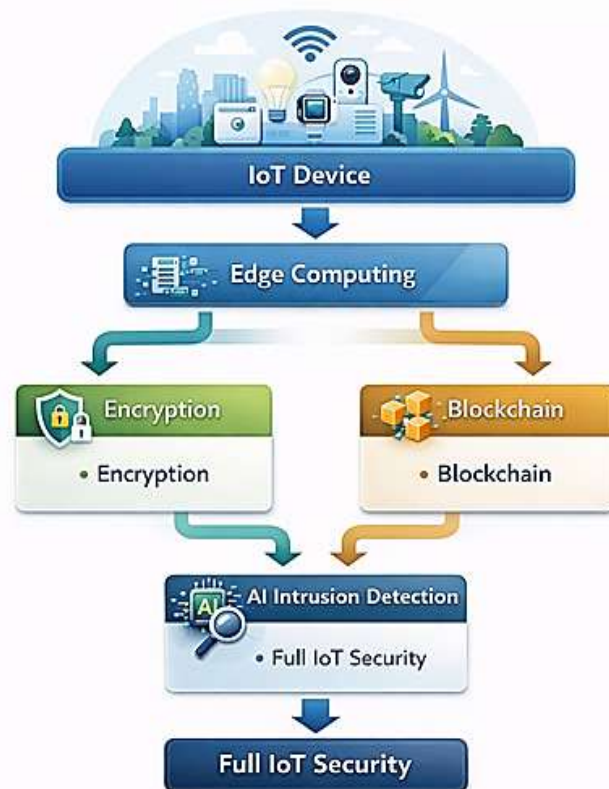 IoT Device
Edge Computing
Encryption
• Encryption
Blockchain
• Blockchain
AI
AI Intrusion Detection
• Full IoT Security
Full IoT Security